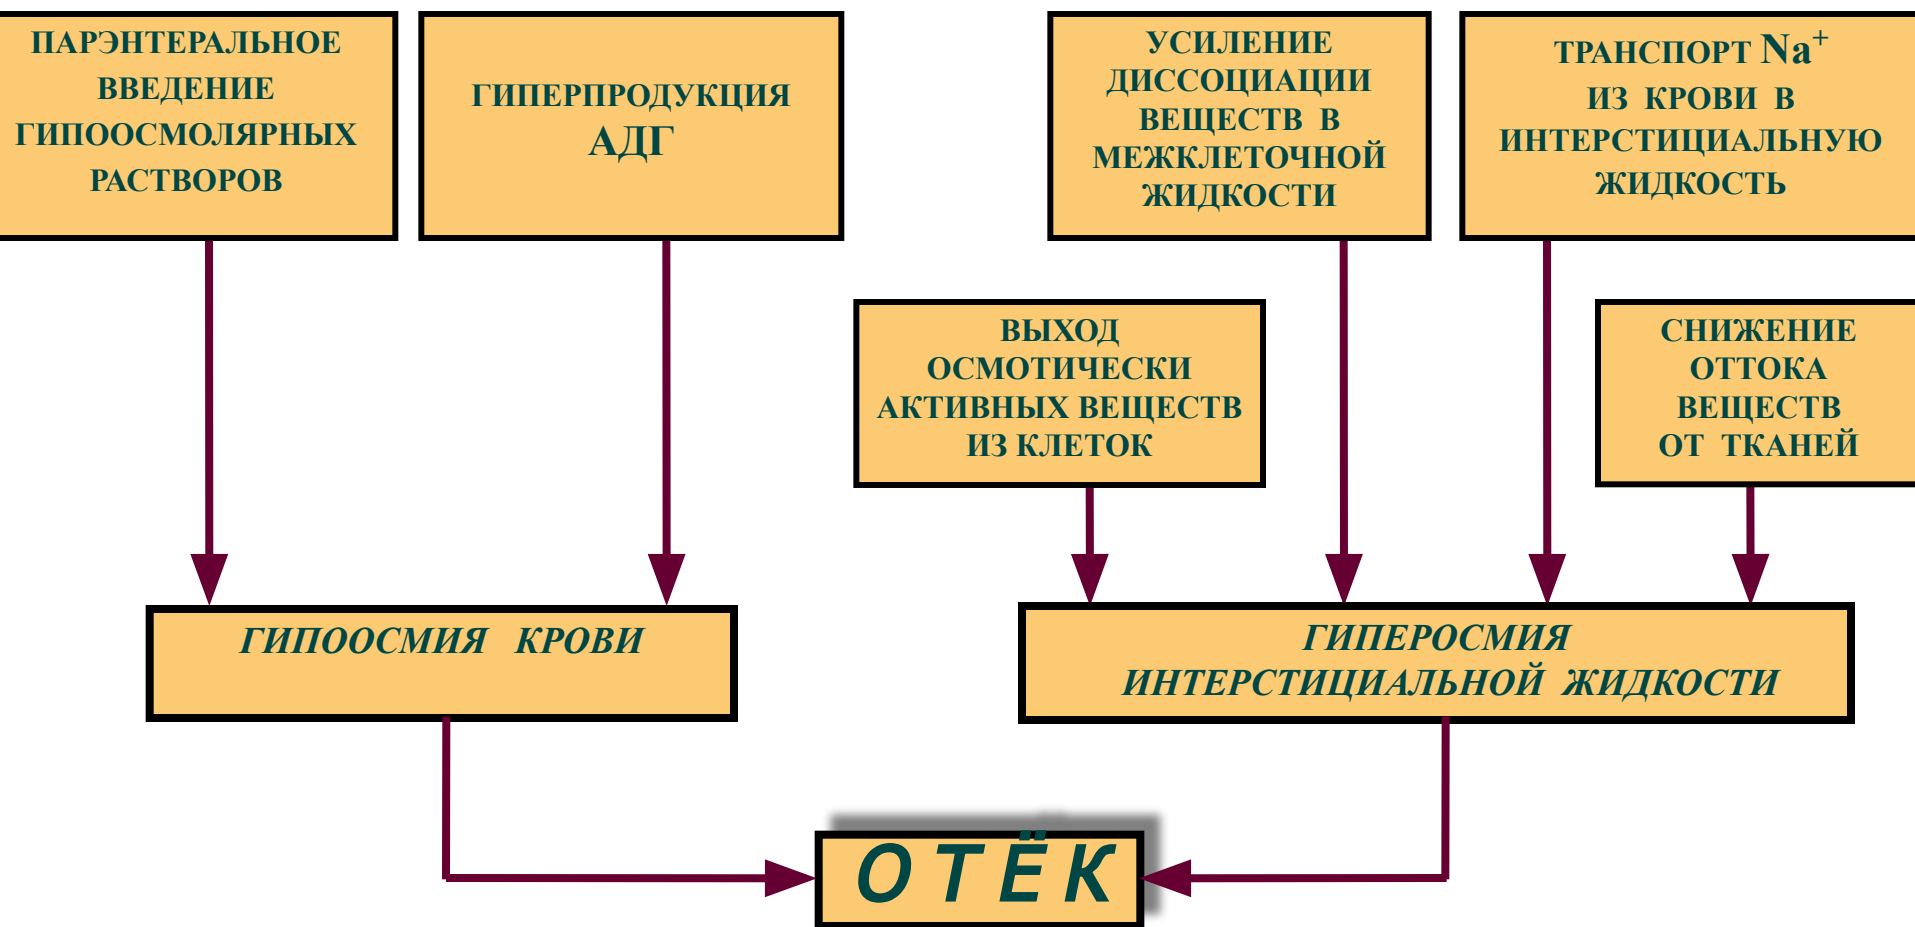 ПАРЭНТЕРАЛЬНОЕ
ВВЕДЕНИЕ
ГИПООСМОЛЯРНЫХ
РАСТВОРОВ
ГИПЕРПРОДУКЦИЯ
АДГ
УСИЛЕНИЕ
ДИССОЦИАЦИИ
ВЕЩЕСТВ В
МЕЖКЛЕТОЧНОЙ
ЖИДКОСТИ
ТРАНСПОРТ Na⁺
ИЗ КРОВИ В
ИНТЕРСТИЦИАЛЬНУЮ
ЖИДКОСТЬ
ВЫХОД
ОСМОТИЧЕСКИ
АКТИВНЫХ ВЕЩЕСТВ
ИЗ КЛЕТОК
СНИЖЕНИЕ
ОТТОКА
ВЕЩЕСТВ
ОТ ТКАНЕЙ
ГИПООСМИЯ КРОВИ
ГИПЕРОСМИЯ
ИНТЕРСТИЦИАЛЬНОЙ ЖИДКОСТИ
ОТЁК